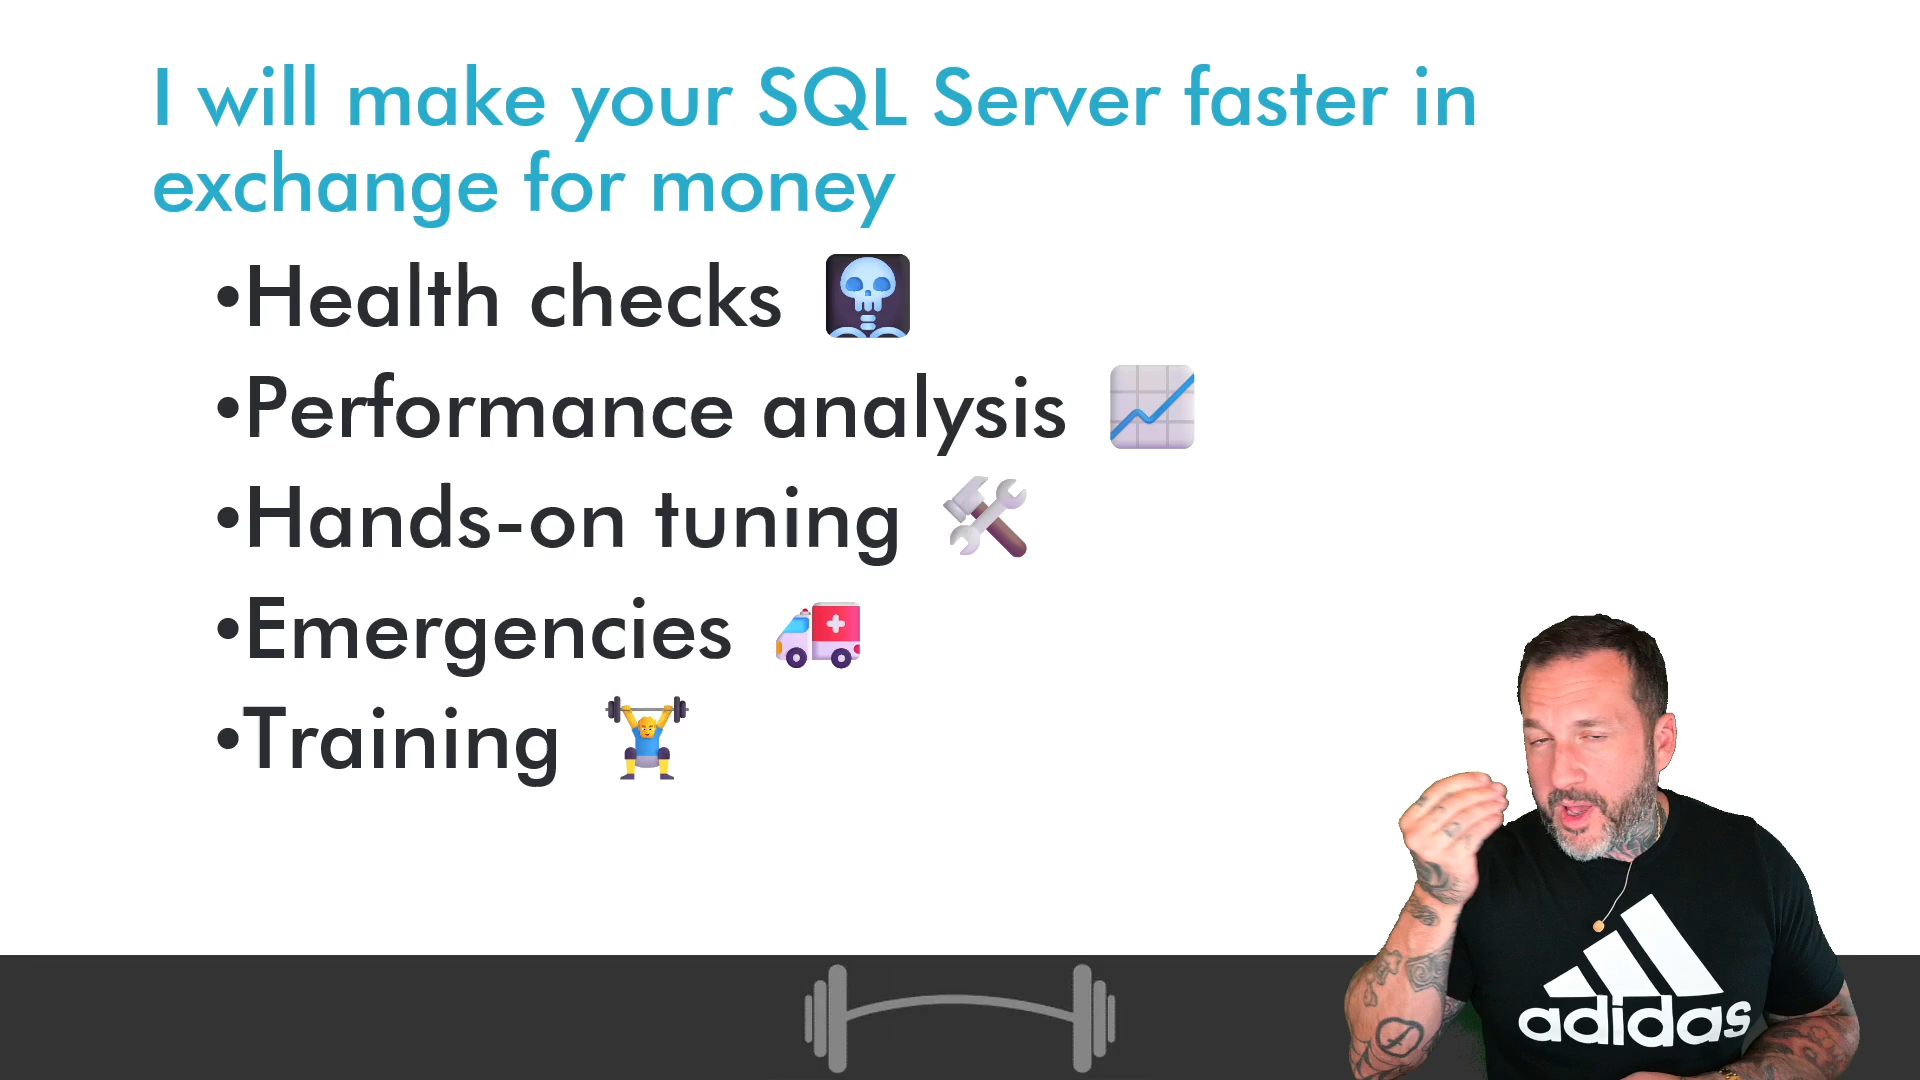 I will make your SQL Server faster in
exchange for money
•Health checks
•Performance analysis
•Hands-on tuning
•Emergencies
•Training
adidas